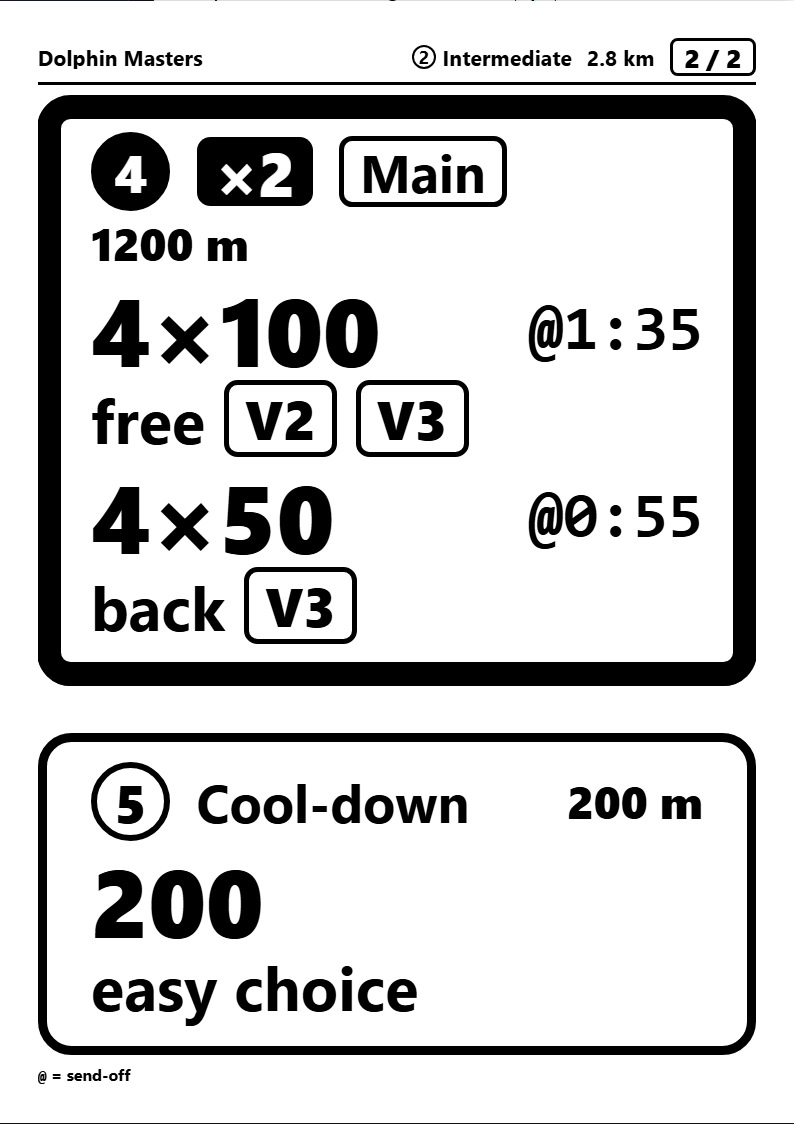 Dolphin Masters ② Intermediate 2.8 km 2 / 2
4 ×2 Main
1200 m
4×100 @1:35
free V2 V3
4×50 @0:55
back V3
5 Cool-down 200 m
200
easy choice
@ = send-off